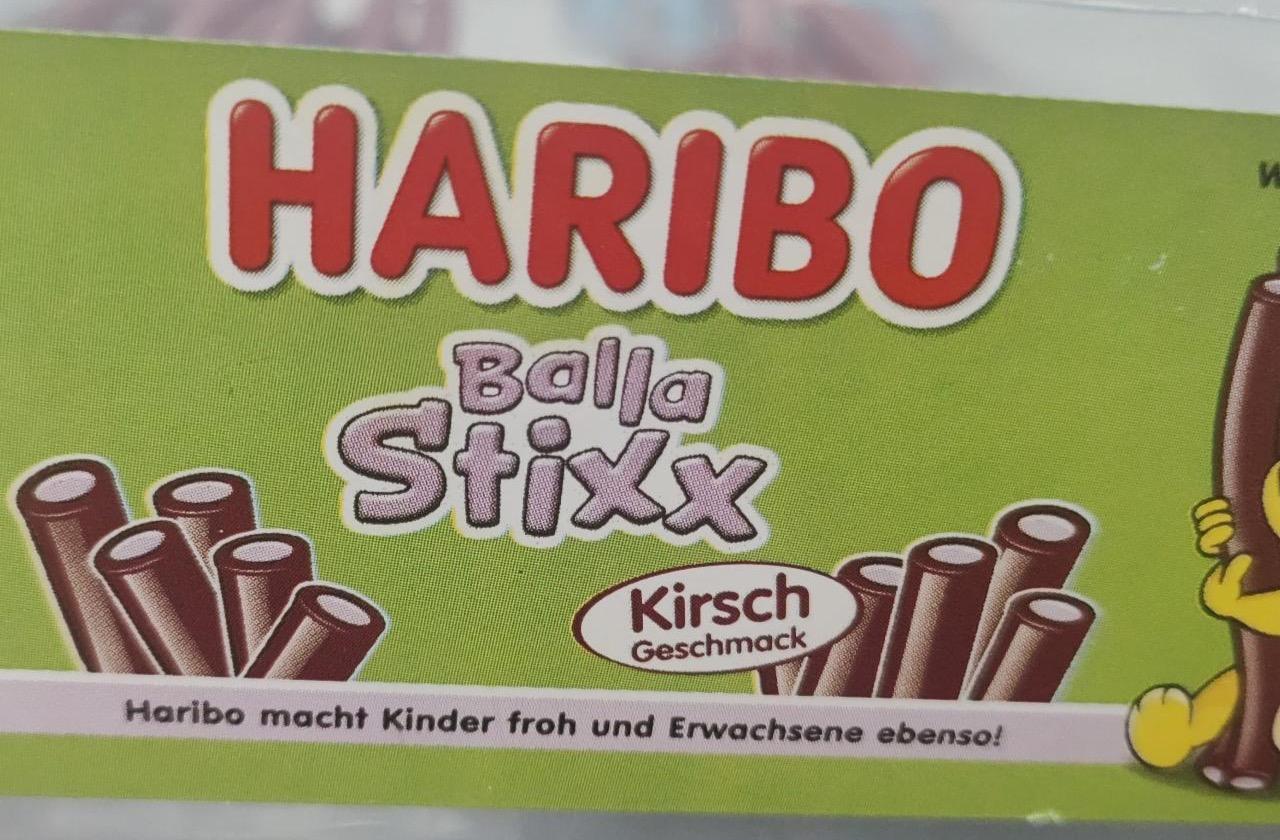 HARIBO
Balla
Stixx
Kirsch
Geschmack
Haribo macht Kinder froh und Erwachsene ebenso!